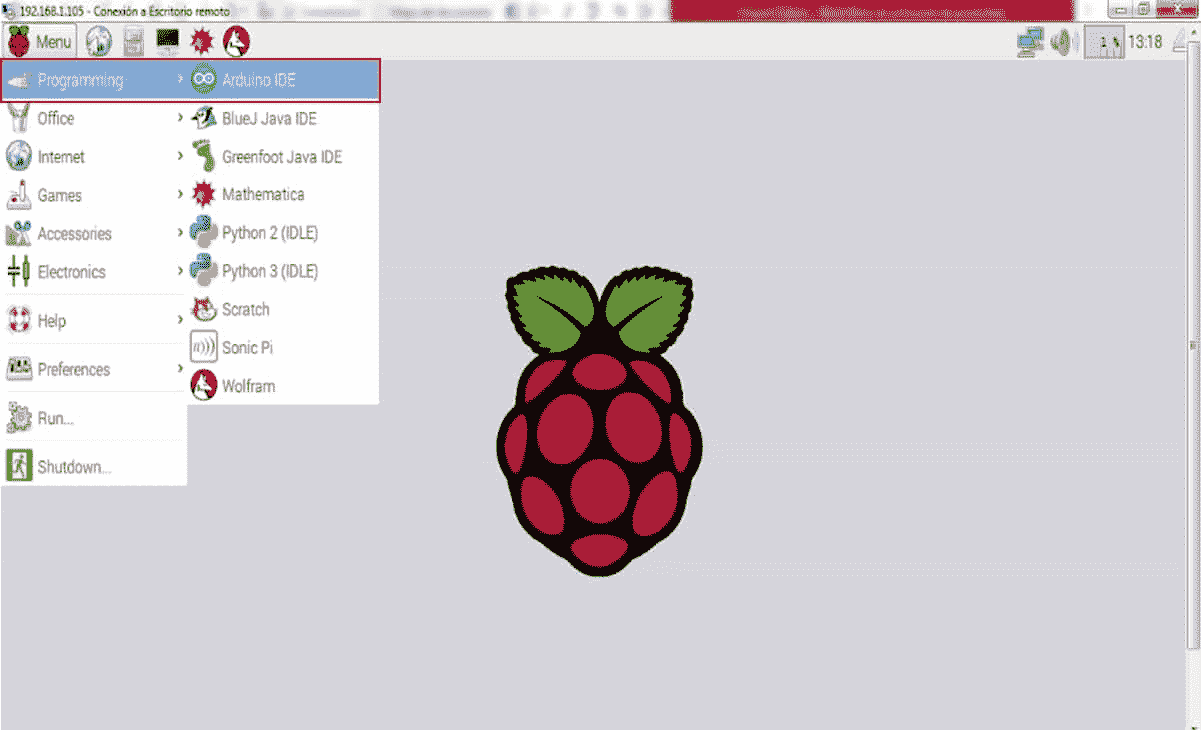 192.168.1.105 - Conexión a Escritorio remoto
Menu
13:18
Programming
Office
Internet
Games
Accessories
Electronics
Help
Preferences
Run...
Shutdown...
Arduino IDE
BlueJ Java IDE
Greenfoot Java IDE
Mathematica
Python 2 (IDLE)
Python 3 (IDLE)
Scratch
Sonic Pi
Wolfram